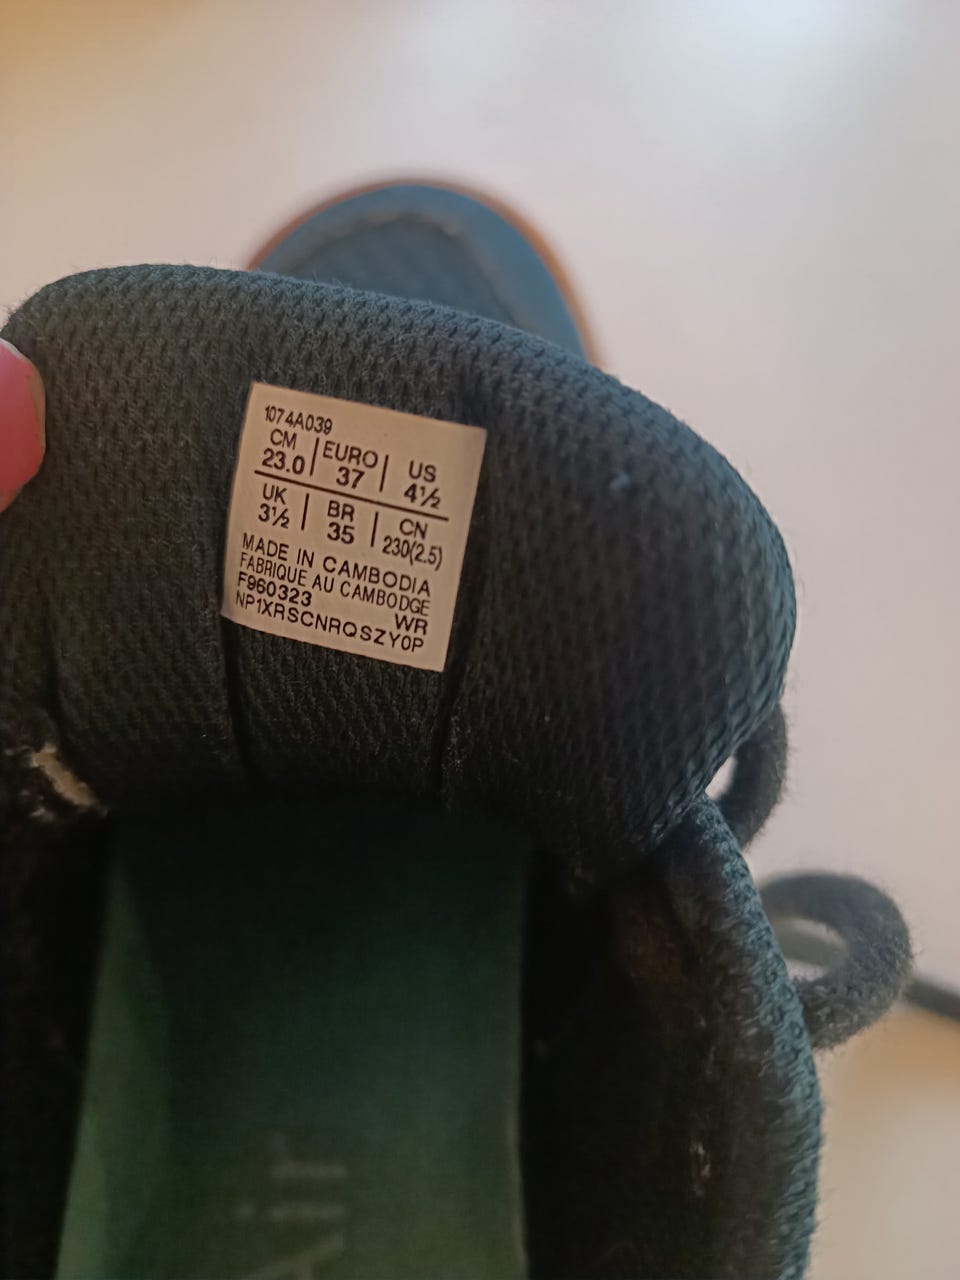 1074A039
CM | EURO | US
23.0 | 37 | 4½
UK | BR | CN
3½ | 35 | 230(2.5)
MADE IN CAMBODIA
FABRIQUE AU CAMBODGE
F960323 WR
NP1XRSCNRQSZY0P